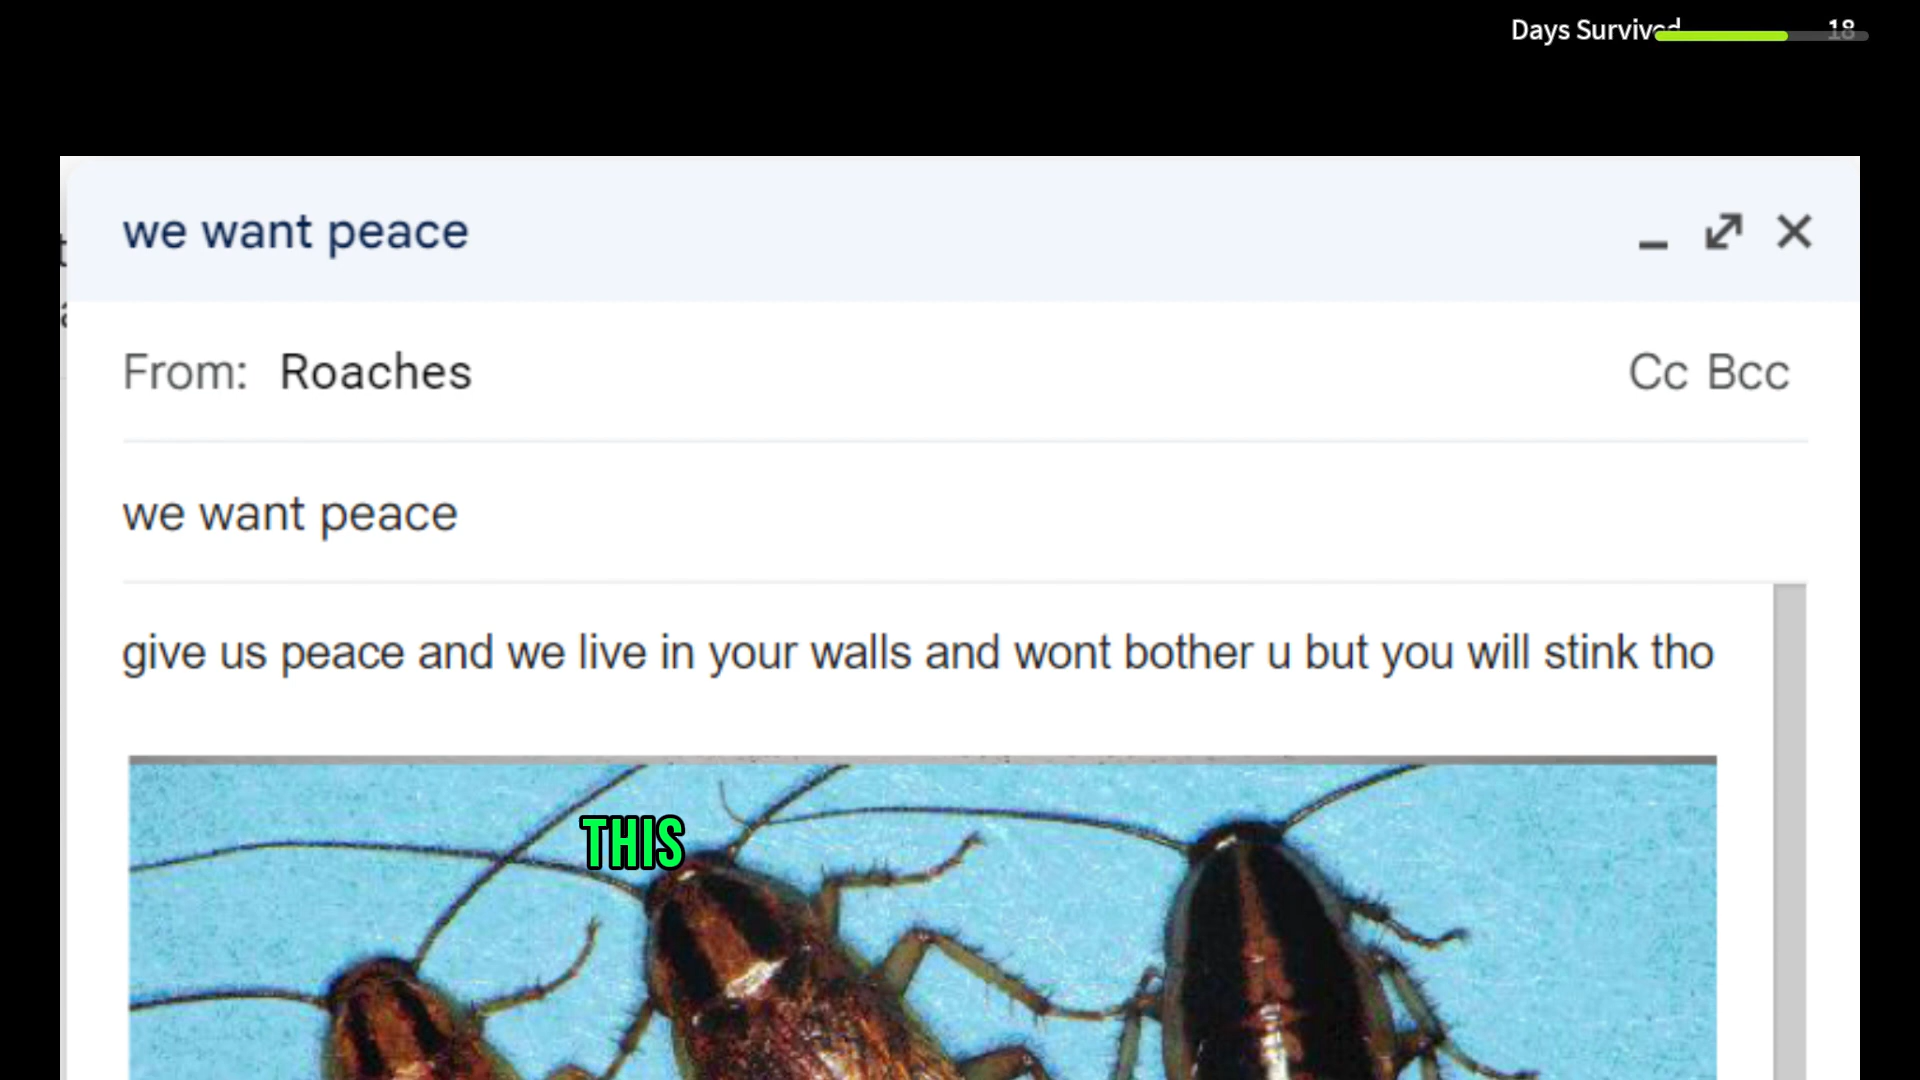 Days Survived 18
we want peace
From: Roaches Cc Bcc
we want peace
give us peace and we live in your walls and wont bother u but you will stink tho
THIS